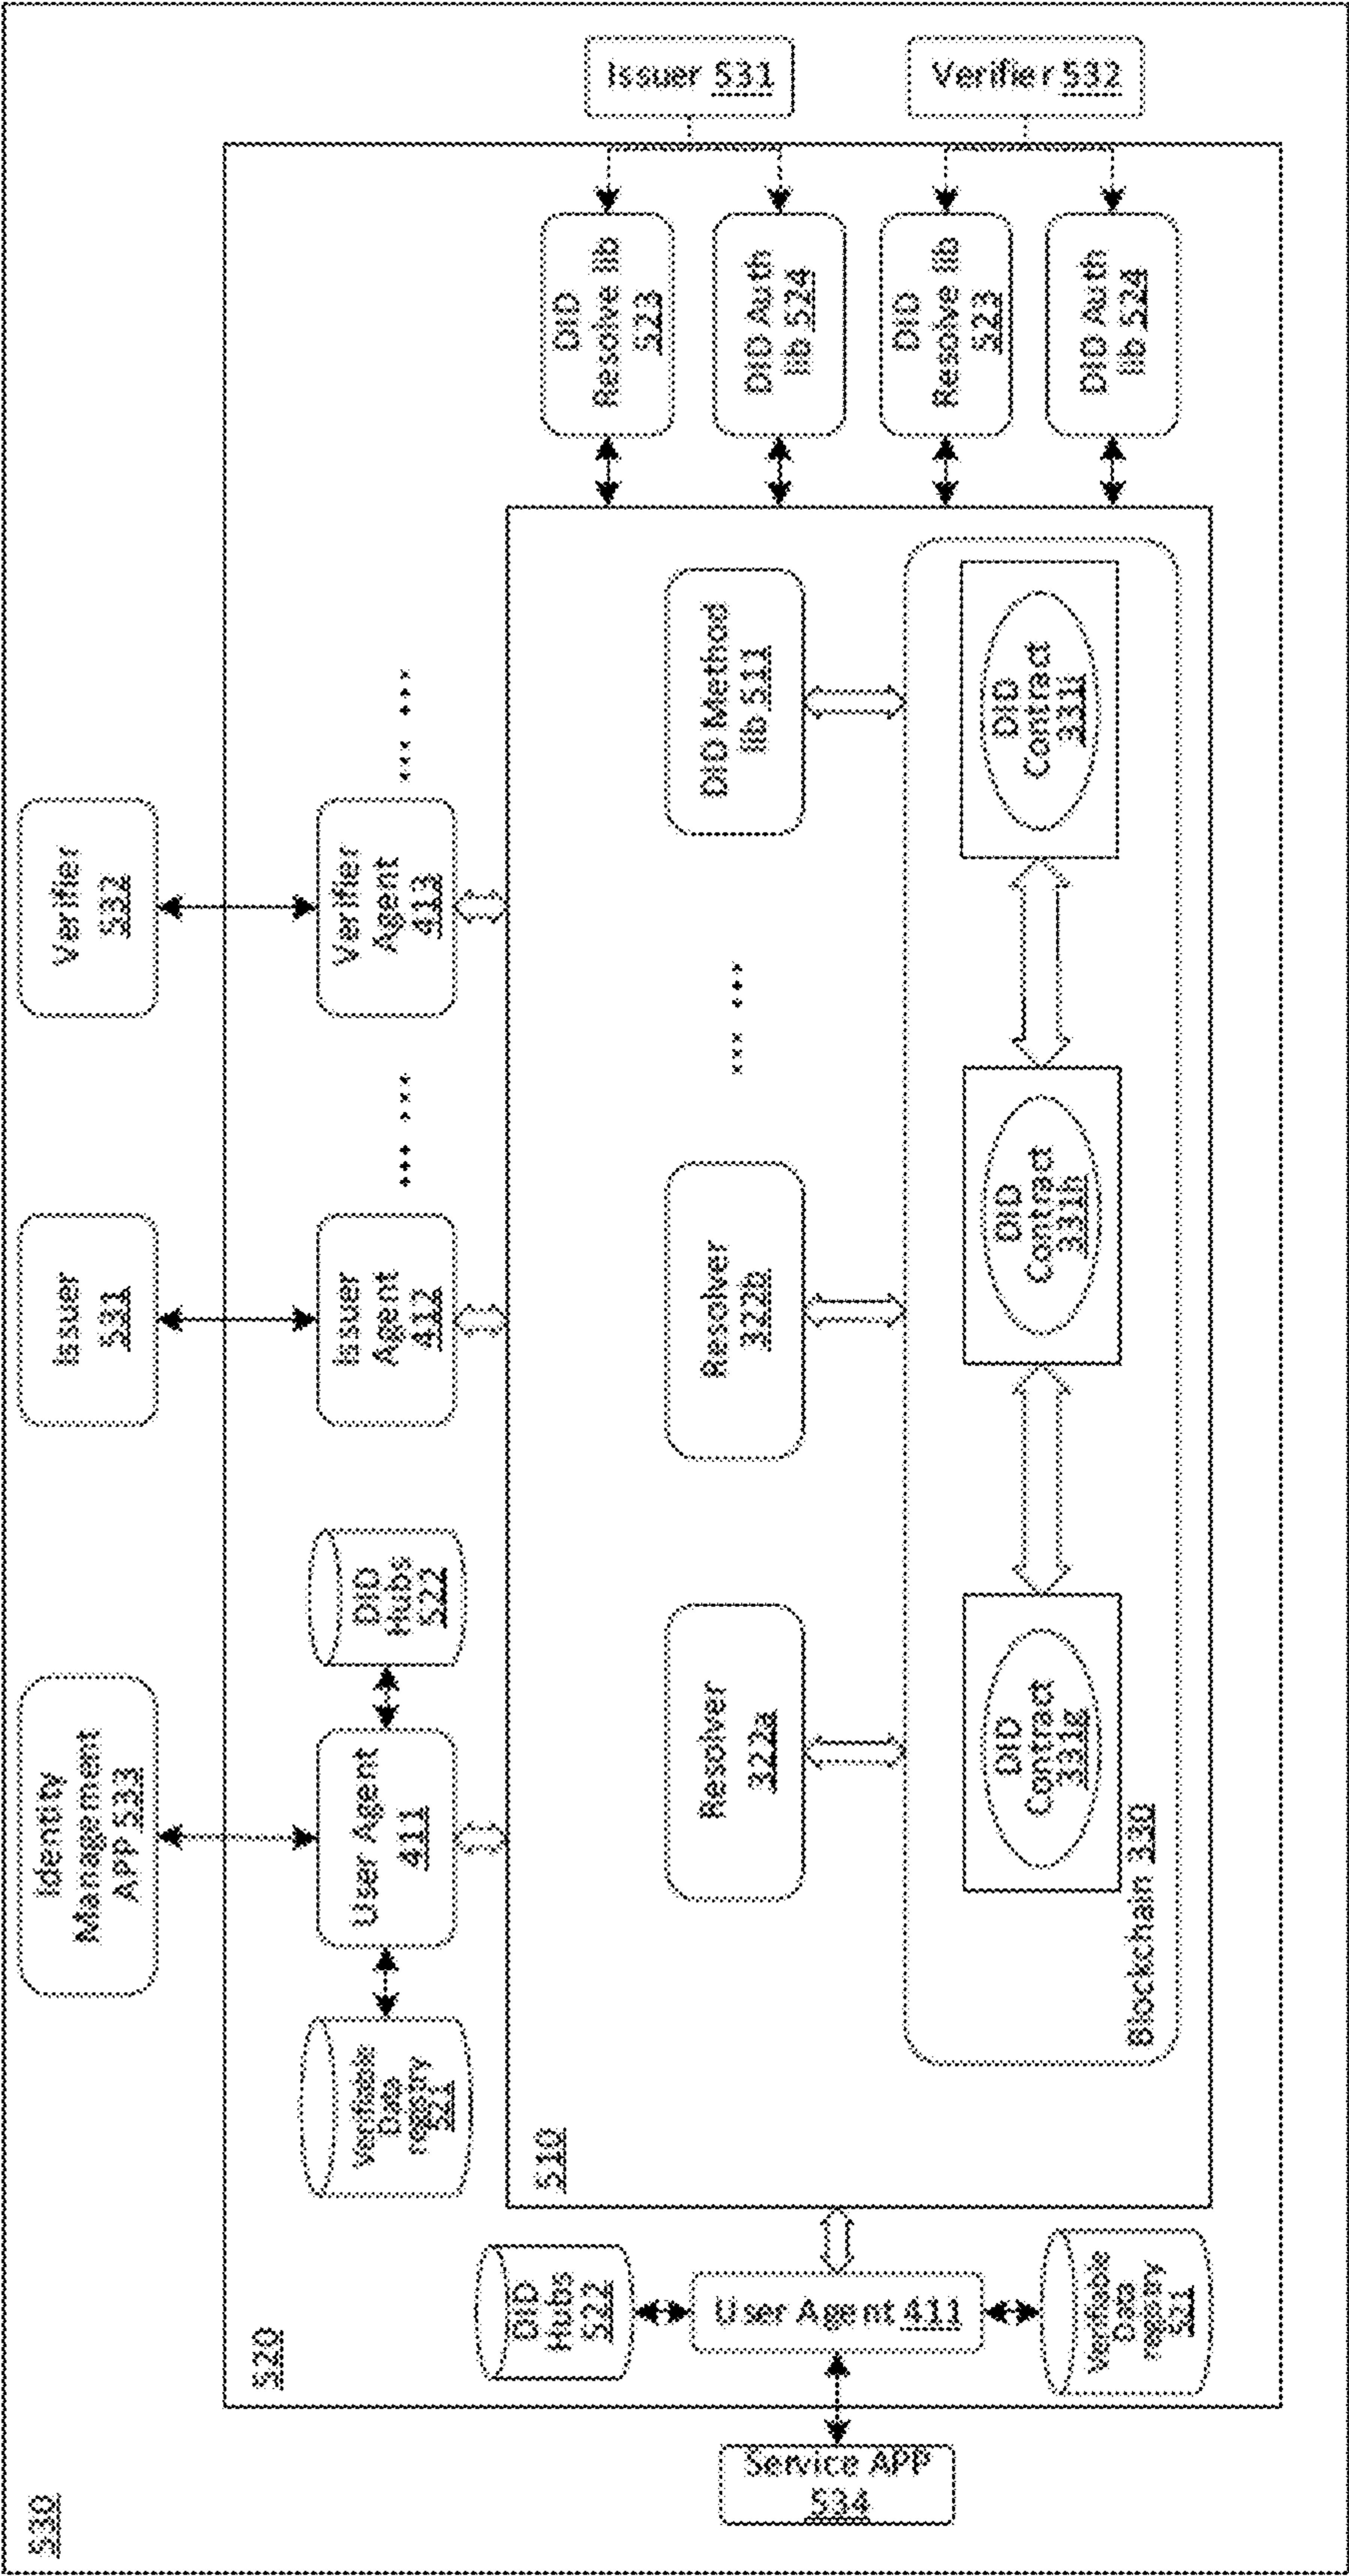 530
Identity
Management
APP 533
Issuer
531
Verifier
532
520
Verifiable
Data
registry
521
User Agent
411
DID
Hubs
522
Issuer
Agent
412
Verifier
Agent
413
510
Resolver
322a
Resolver
322b
DID Method
lib 511
Blockchain 330
DID
Contract
331g
DID
Contract
331h
DID
Contract
331i
Service APP
534
DID
Hubs
522
User Agent 411
Verifiable
Data
registry
521
DID
Resolve lib
523
DID Auth
lib 524
DID
Resolve lib
523
DID Auth
lib 524
Issuer 531
Verifier 532